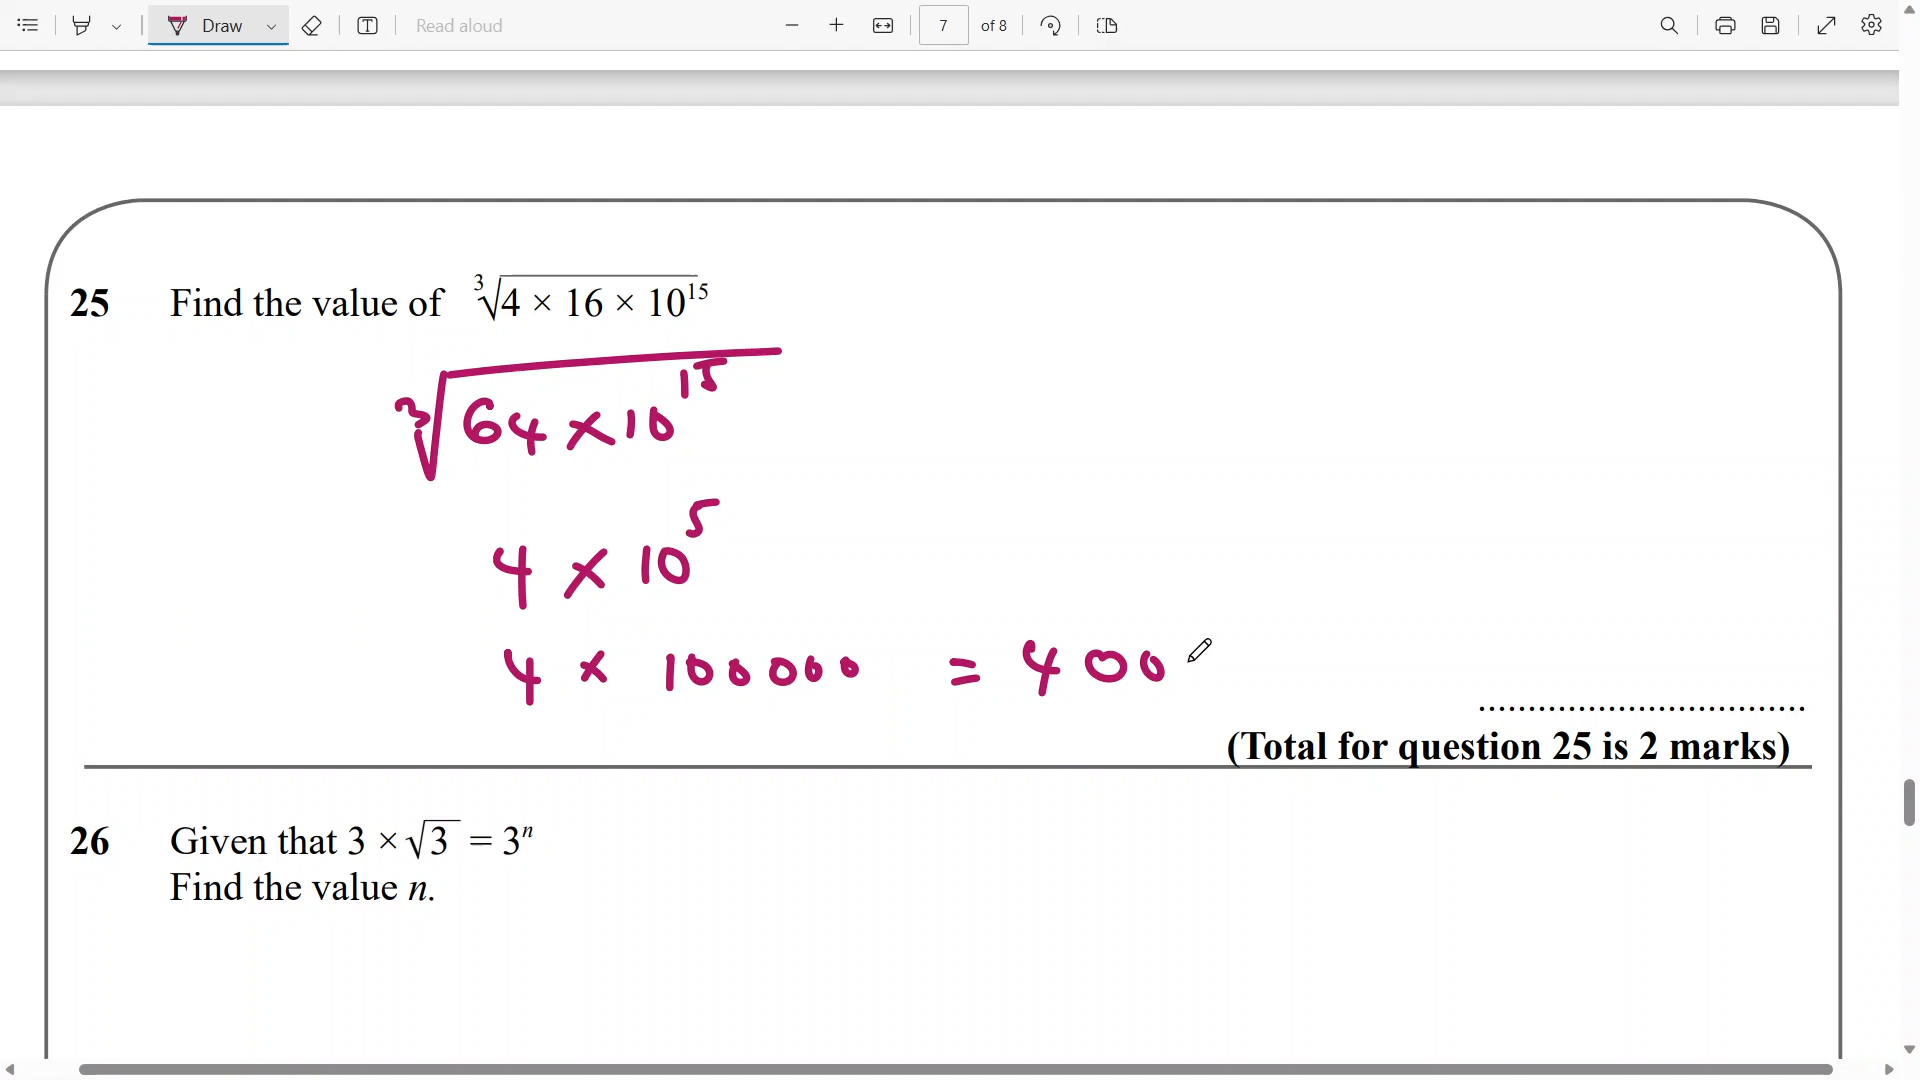 Draw
Read aloud
7
of 8
25 Find the value of ∛4 × 16 × 10¹⁵
∛64 × 10¹⁵
4 × 10⁵
4 × 100000 = 400
(Total for question 25 is 2 marks)
26 Given that 3 × √3 = 3ⁿ
Find the value n.